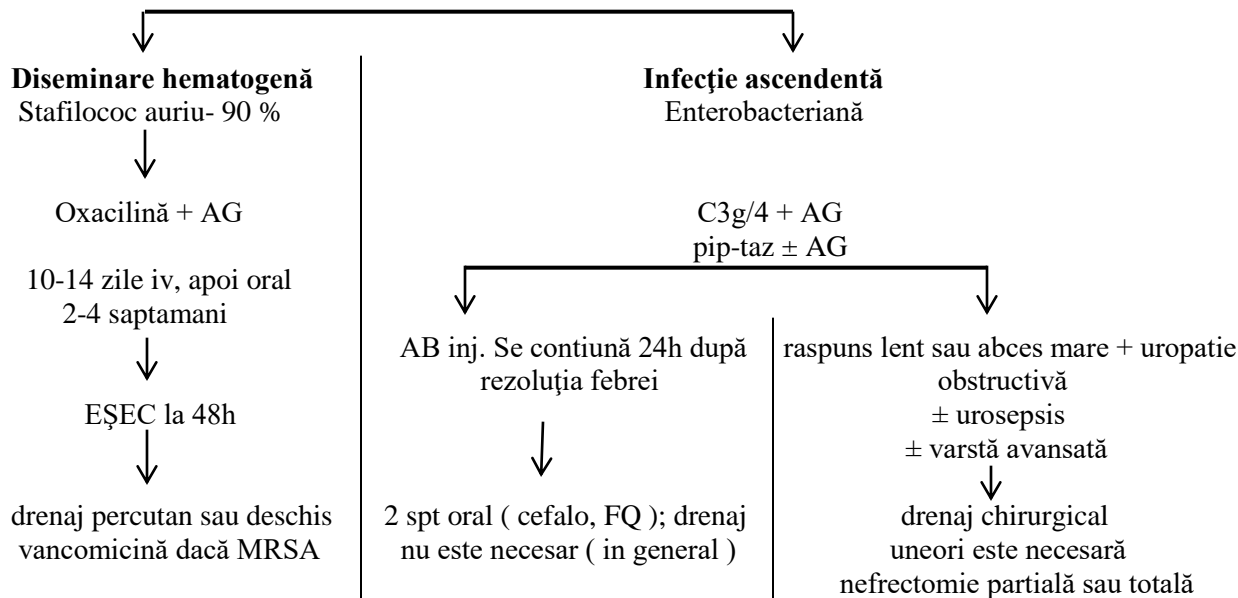 Diseminare hematogenă
Stafilococ auriu- 90 %
Oxacilină + AG
10-14 zile iv, apoi oral
2-4 saptamani
EŞEC la 48h
drenaj percutan sau deschis
vancomicină dacă MRSA
Infecţie ascendentă
Enterobacteriană
C3g/4 + AG
pip-taz ± AG
AB inj. Se contiună 24h după
rezoluţia febrei
2 spt oral ( cefalo, FQ ); drenaj
nu este necesar ( in general )
raspuns lent sau abces mare + uropatie
obstructivă
± urosepsis
± varstă avansată
drenaj chirurgical
uneori este necesară
nefrectomie partială sau totală